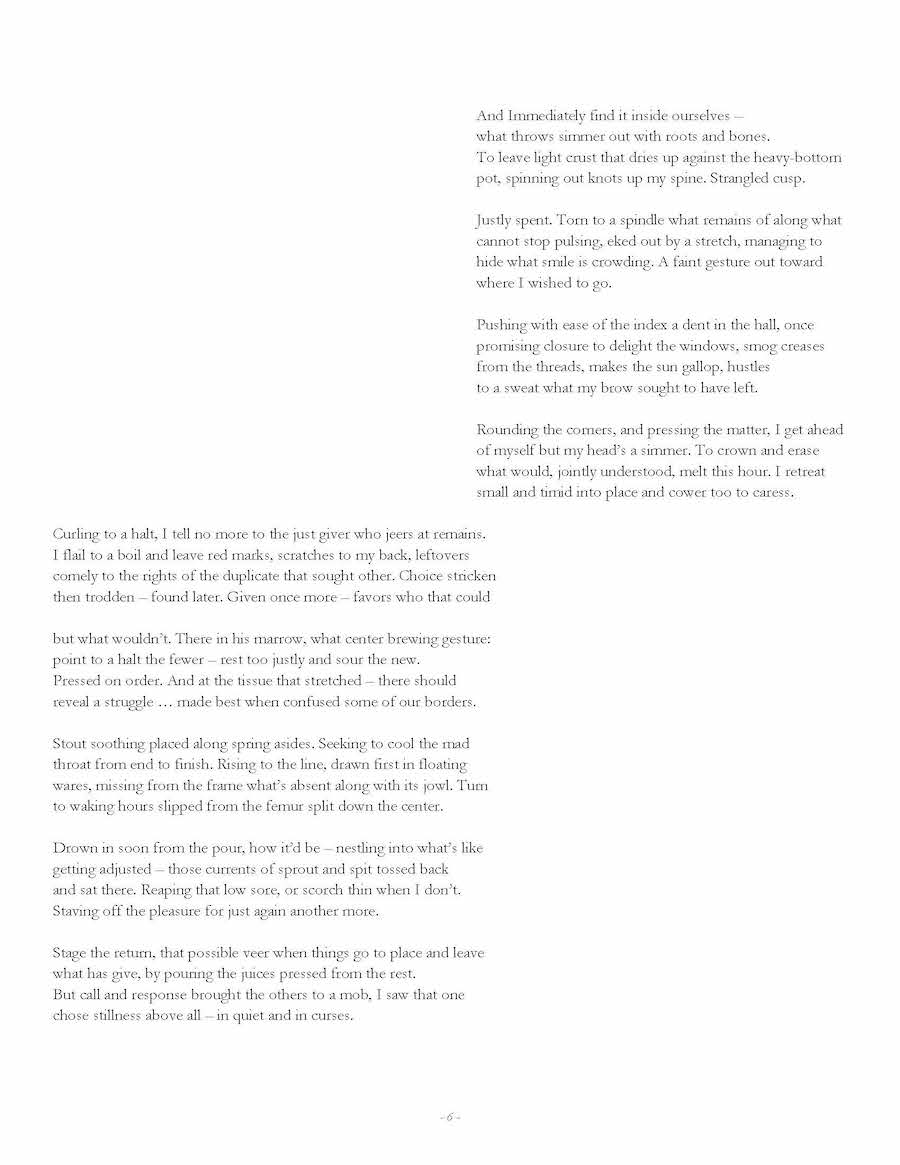 And Immediately find it inside ourselves –
what throws simmer out with roots and bones.
To leave light crust that dries up against the heavy-bottom
pot, spinning out knots up my spine. Strangled cusp.
Justly spent. Torn to a spindle what remains of along what
cannot stop pulsing, eked out by a stretch, managing to
hide what smile is crowding. A faint gesture out toward
where I wished to go.
Pushing with ease of the index a dent in the hall, once
promising closure to delight the windows, smog creases
from the threads, makes the sun gallop, hustles
to a sweat what my brow sought to have left.
Rounding the corners, and pressing the matter, I get ahead
of myself but my head’s a simmer. To crown and erase
what would, jointly understood, melt this hour. I retreat
small and timid into place and cower too to caress.
Curling to a halt, I tell no more to the just giver who jeers at remains.
I flail to a boil and leave red marks, scratches to my back, leftovers
comely to the rights of the duplicate that sought other. Choice stricken
then trodden – found later. Given once more – favors who that could
but what wouldn’t. There in his marrow, what center brewing gesture:
point to a halt the fewer – rest too justly and sour the new.
Pressed on order. And at the tissue that stretched – there should
reveal a struggle … made best when confused some of our borders.
Stout soothing placed along spring asides. Seeking to cool the mad
throat from end to finish. Rising to the line, drawn first in floating
wares, missing from the frame what’s absent along with its jowl. Turn
to waking hours slipped from the femur split down the center.
Drown in soon from the pour, how it’d be – nestling into what’s like
getting adjusted – those currents of sprout and spit tossed back
and sat there. Reaping that low sore, or scorch thin when I don’t.
Staving off the pleasure for just again another more.
Stage the return, that possible veer when things go to place and leave
what has give, by pouring the juices pressed from the rest.
But call and response brought the others to a mob, I saw that one
chose stillness above all – in quiet and in curses.
- 6 -